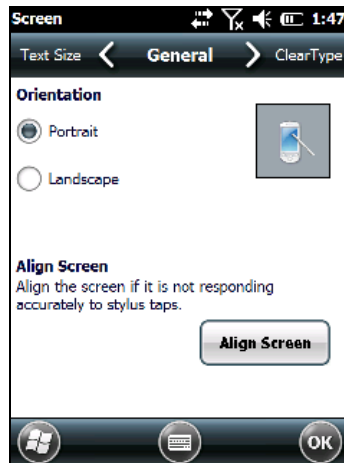 Screen 1:47
Text Size General ClearType
Orientation
Portrait
Landscape
Align Screen
Align the screen if it is not responding
accurately to stylus taps.
Align Screen
OK